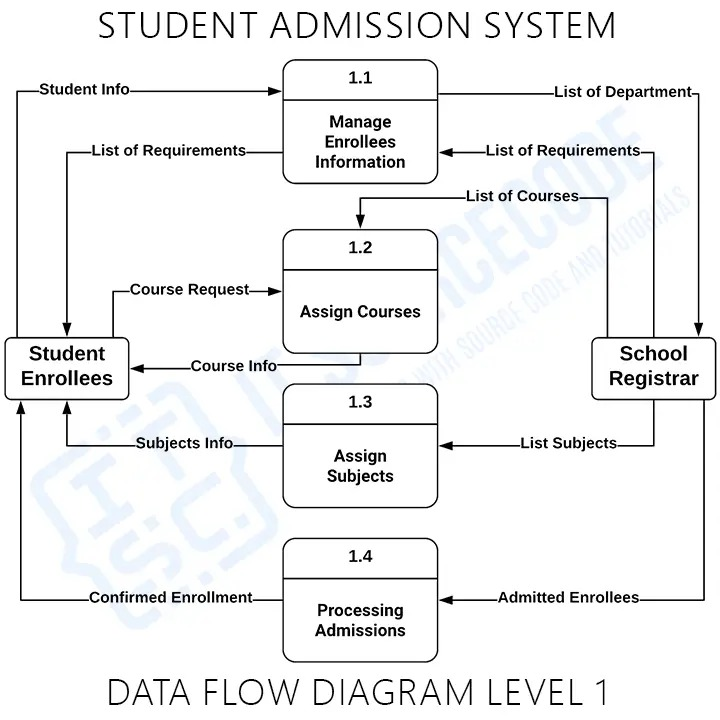 STUDENT ADMISSION SYSTEM
1.1
Student Info
List of Department
Manage
Enrollees
Information
List of Requirements
List of Requirements
List of Courses
1.2
Course Request
Assign Courses
Student
Enrollees
School
Registrar
Course Info
1.3
Subjects Info
List Subjects
Assign
Subjects
1.4
Confirmed Enrollment
Admitted Enrollees
Processing
Admissions
DATA FLOW DIAGRAM LEVEL 1